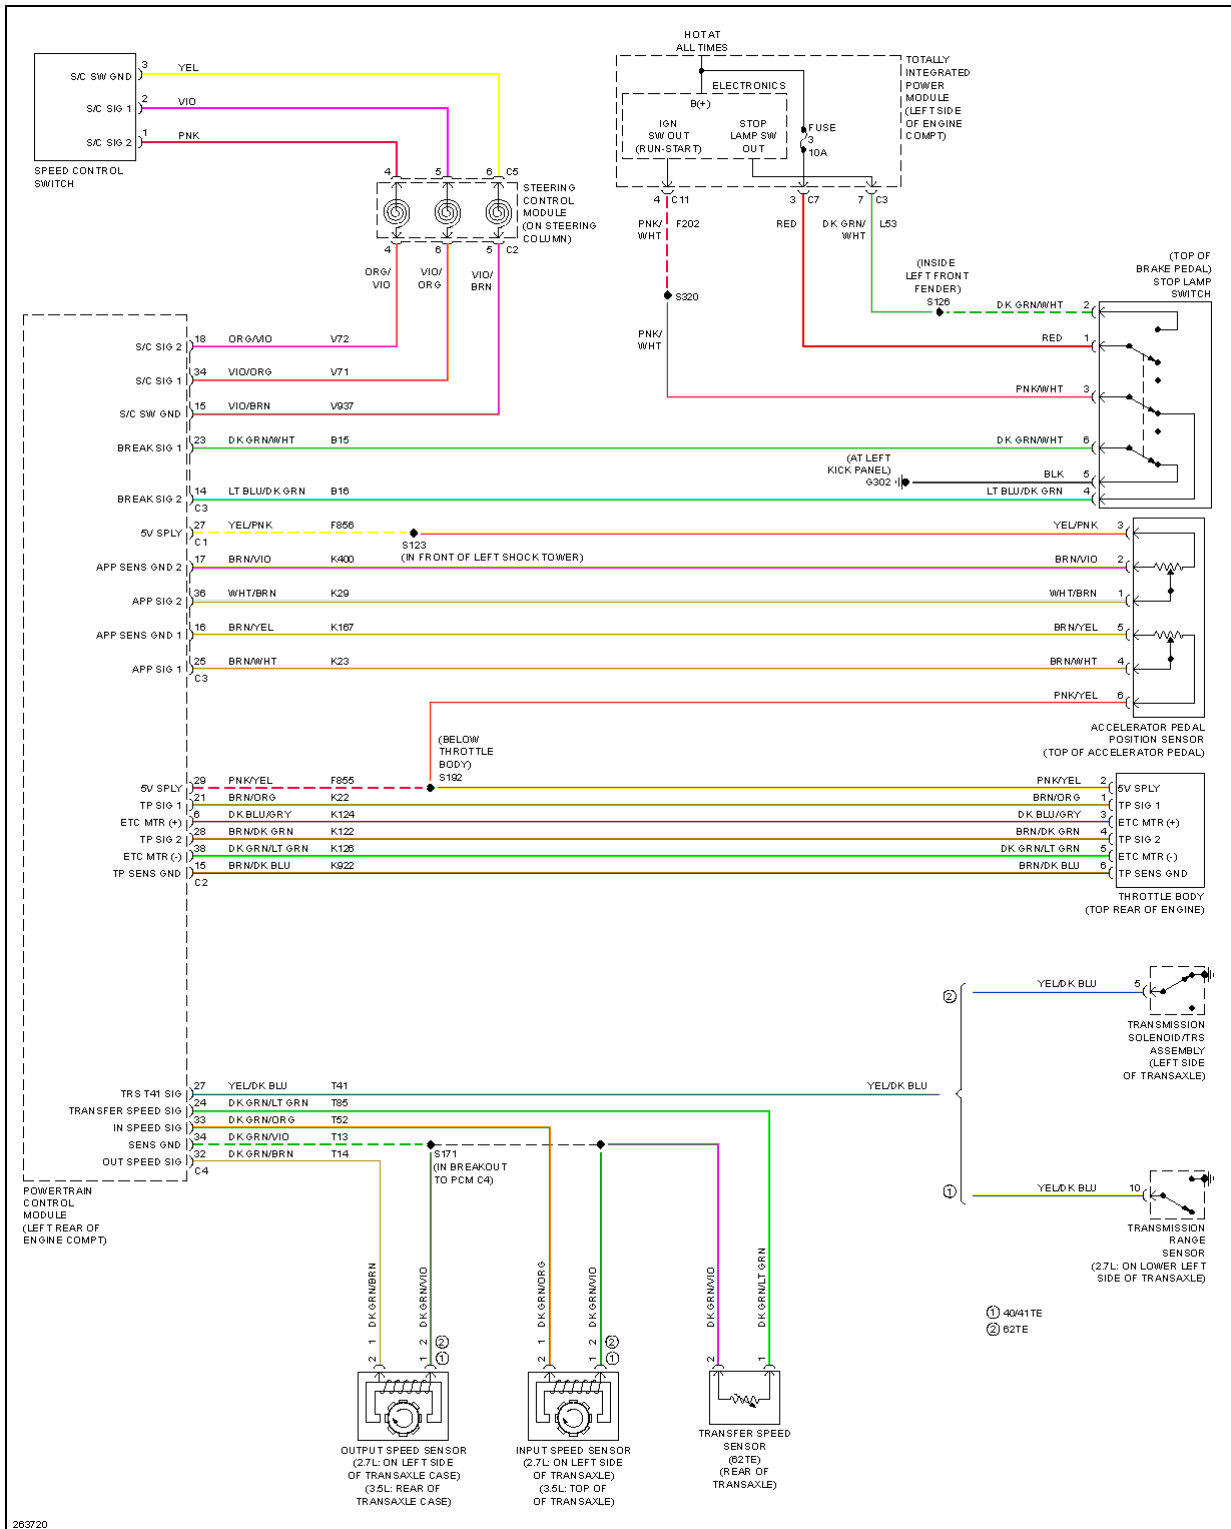 HOT AT
ALL TIMES
TOTALLY
INTEGRATED
POWER
MODULE
(LEFT SIDE
OF ENGINE
COMPT)
ELECTRONICS
B(+)
IGN
SW OUT
(RUN-START)
STOP
LAMP SW
OUT
FUSE
3
10A
4 C11
3 C7
7 C3
PNK/
WHT
F202
RED
DK GRN/
WHT
L53
S/C SW GND 3 YEL
S/C SIG 1 2 VIO
S/C SIG 2 1 PNK
SPEED CONTROL
SWITCH
4 5 6 C5
STEERING
CONTROL
MODULE
(ON STEERING
COLUMN)
4 6 5 C2
ORG/
VIO
VIO/
ORG
VIO/
BRN
S320
PNK/
WHT
(INSIDE
LEFT FRONT
FENDER)
S126
(TOP OF
BRAKE PEDAL)
STOP LAMP
SWITCH
DK GRN/WHT 2
RED 1
PNK/WHT 3
DK GRN/WHT 6
BLK 5
LT BLU/DK GRN 4
(AT LEFT
KICK PANEL)
G302
S/C SIG 2 18 ORG/VIO V72
S/C SIG 1 34 VIO/ORG V71
S/C SW GND 15 VIO/BRN V937
BREAK SIG 1 23 DK GRN/WHT B15
BREAK SIG 2 14 LT BLU/DK GRN B16
C3
5V SPLY 27 YEL/PNK F856
C1
S123
(IN FRONT OF LEFT SHOCK TOWER)
APP SENS GND 2 17 BRN/VIO K400
APP SIG 2 36 WHT/BRN K29
APP SENS GND 1 16 BRN/YEL K167
APP SIG 1 25 BRN/WHT K23
C3
YEL/PNK 3
BRN/VIO 2
WHT/BRN 1
BRN/YEL 5
BRN/WHT 4
PNK/YEL 6
ACCELERATOR PEDAL
POSITION SENSOR
(TOP OF ACCELERATOR PEDAL)
(BELOW
THROTTLE
BODY)
S192
5V SPLY 29 PNK/YEL F855 PNK/YEL 2 5V SPLY
TP SIG 1 21 BRN/ORG K22 BRN/ORG 1 TP SIG 1
ETC MTR (+) 6 DK BLU/GRY K124 DK BLU/GRY 3 ETC MTR (+)
TP SIG 2 28 BRN/DK GRN K122 BRN/DK GRN 4 TP SIG 2
ETC MTR (-) 38 DK GRN/LT GRN K126 DK GRN/LT GRN 5 ETC MTR (-)
TP SENS GND 15 BRN/DK BLU K922 BRN/DK BLU 6 TP SENS GND
C2
THROTTLE BODY
(TOP REAR OF ENGINE)
2
YEL/DK BLU 5
TRANSMISSION
SOLENOID/TRS
ASSEMBLY
(LEFT SIDE
OF TRANSAXLE)
TRS T41 SIG 27 YEL/DK BLU T41 YEL/DK BLU
TRANSFER SPEED SIG 24 DK GRN/LT GRN T85
IN SPEED SIG 33 DK GRN/ORG T52
SENS GND 34 DK GRN/VIO T13
OUT SPEED SIG 32 DK GRN/BRN T14
C4
S171
(IN BREAKOUT
TO PCM C4)
POWERTRAIN
CONTROL
MODULE
(LEFT REAR OF
ENGINE COMPT)
1
YEL/DK BLU 10
TRANSMISSION
RANGE
SENSOR
(2.7L: ON LOWER LEFT
SIDE OF TRANSAXLE)
1 40/41TE
2 62TE
DK GRN/BRN
DK GRN/VIO
DK GRN/ORG
DK GRN/VIO
DK GRN/VIO
DK GRN/LT GRN
1 2 2
2 1 1
1 2 2
2 1 1
2 1
OUTPUT SPEED SENSOR
(2.7L: ON LEFT SIDE
OF TRANSAXLE CASE)
(3.5L: REAR OF
TRANSAXLE CASE)
INPUT SPEED SENSOR
(2.7L: ON LEFT SIDE
OF TRANSAXLE)
(3.5L: TOP OF
OF TRANSAXLE)
TRANSFER SPEED
SENSOR
(62TE)
(REAR OF
TRANSAXLE)
263720